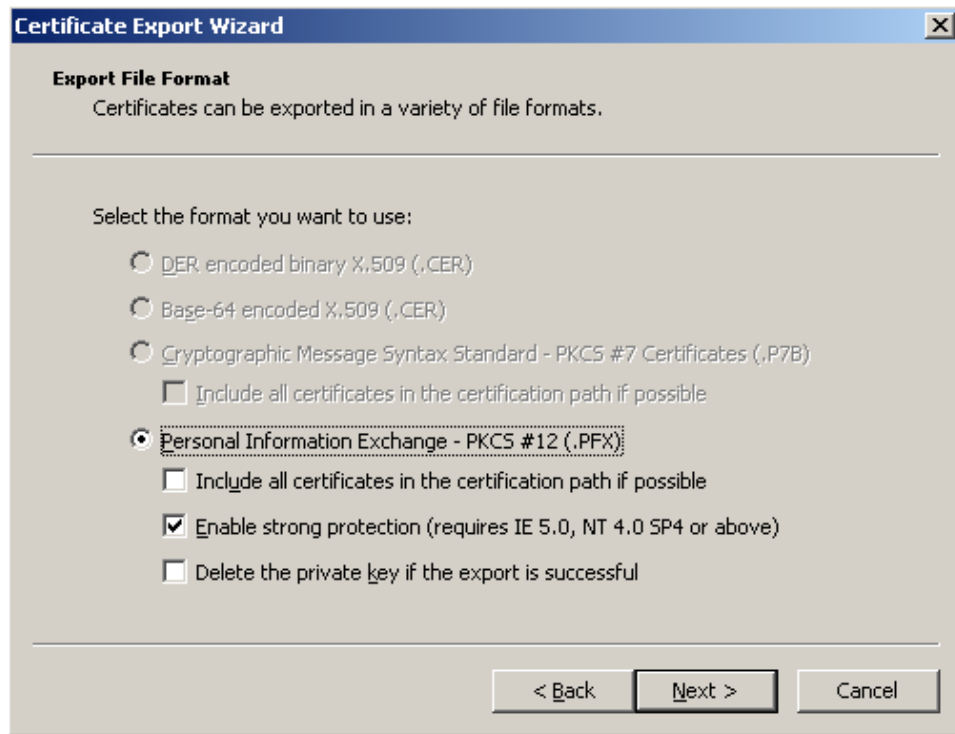 Certificate Export Wizard
Export File Format
Certificates can be exported in a variety of file formats.
Select the format you want to use:
DER encoded binary X.509 (.CER)
Base-64 encoded X.509 (.CER)
Cryptographic Message Syntax Standard - PKCS #7 Certificates (.P7B)
Include all certificates in the certification path if possible
Personal Information Exchange - PKCS #12 (.PFX)
Include all certificates in the certification path if possible
Enable strong protection (requires IE 5.0, NT 4.0 SP4 or above)
Delete the private key if the export is successful
< Back Next > Cancel